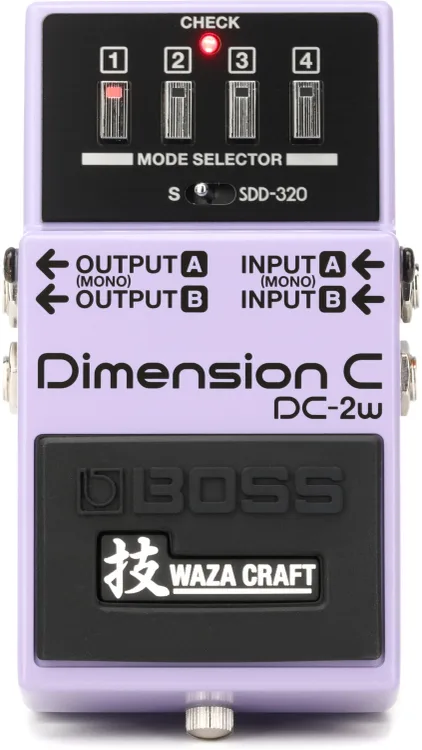 CHECK
1 2 3 4
MODE SELECTOR
S SDD-320
OUTPUT A INPUT A
(MONO) (MONO)
OUTPUT B INPUT B
Dimension C
DC-2w
BOSS
技 WAZA CRAFT